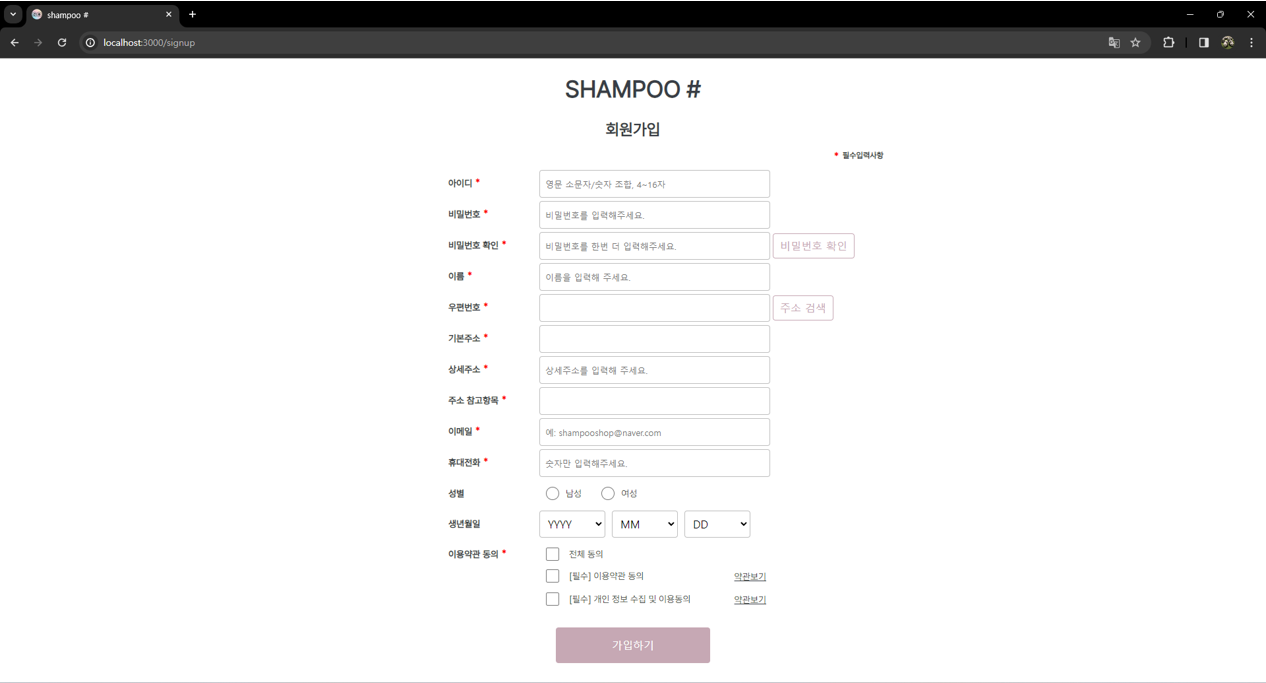 shampoo #
localhost:3000/signup
SHAMPOO #
회원가입
* 필수입력사항
아이디 * 영문 소문자/숫자 조합, 4~16자
비밀번호 * 비밀번호를 입력해주세요.
비밀번호 확인 * 비밀번호를 한번 더 입력해주세요. 비밀번호 확인
이름 * 이름을 입력해 주세요.
우편번호 * 주소 검색
기본주소 *
상세주소 * 상세주소를 입력해 주세요.
주소 참고항목 *
이메일 * 예: shampooshop@naver.com
휴대전화 * 숫자만 입력해주세요.
성별 남성 여성
생년월일 YYYY MM DD
이용약관 동의 * 전체 동의
[필수] 이용약관 동의 약관보기
[필수] 개인 정보 수집 및 이용동의 약관보기
가입하기